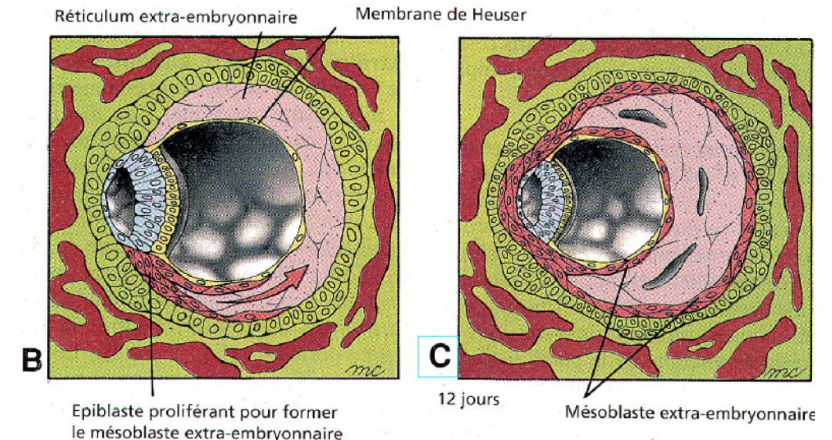 Réticulum extra-embryonnaire
Membrane de Heuser
B
mc
C
mc
12 jours
Epiblaste proliférant pour former
le mésoblaste extra-embryonnaire
Mésoblaste extra-embryonnaire